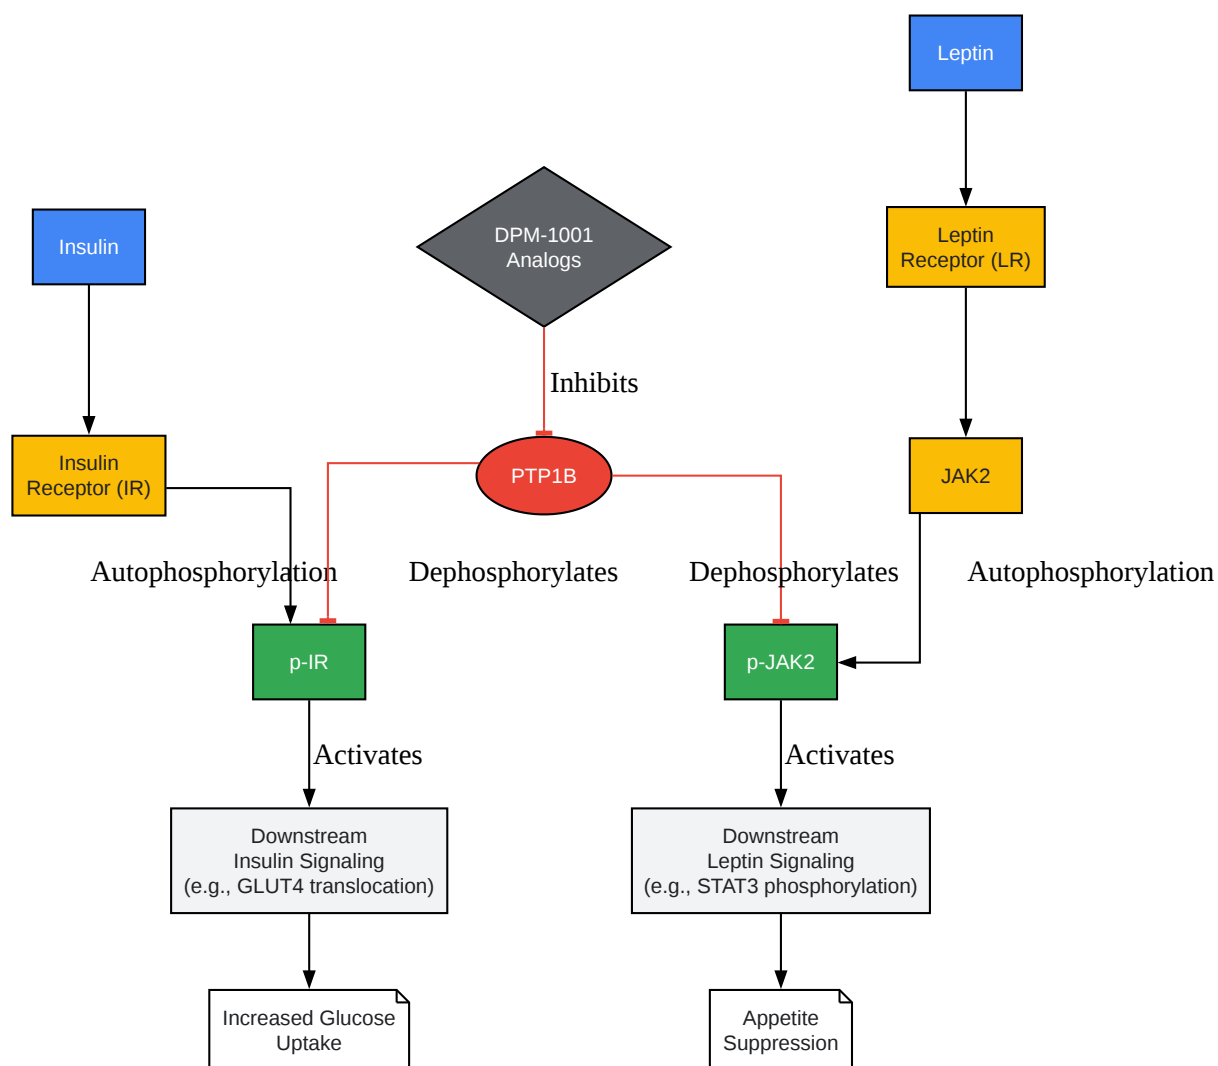 Leptin
DPM-1001
Analogs
Insulin
Leptin
Receptor (LR)
Inhibits
Insulin
Receptor (IR)
PTP1B
JAK2
Autophosphorylation
Dephosphorylates
Dephosphorylates
Autophosphorylation
p-IR
p-JAK2
Activates
Activates
Downstream
Insulin Signaling
(e.g., GLUT4 translocation)
Downstream
Leptin Signaling
(e.g., STAT3 phosphorylation)
Increased Glucose
Uptake
Appetite
Suppression